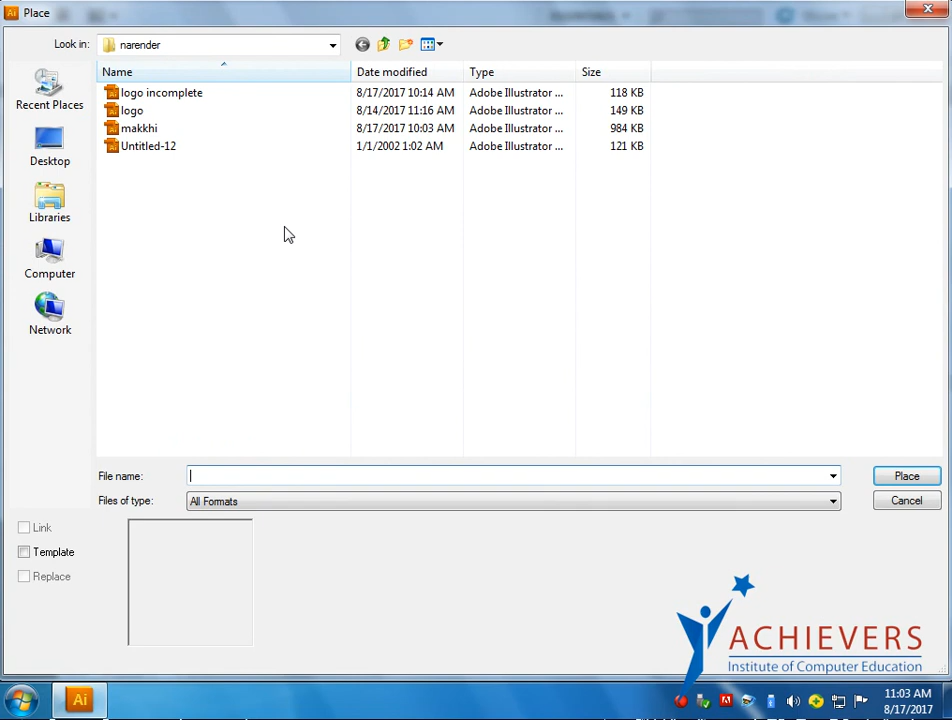 Ai Place
Look in: narender
Name Date modified Type Size
Recent Places
Desktop
Libraries
Computer
Network
logo incomplete 8/17/2017 10:14 AM Adobe Illustrator ... 118 KB
logo 8/14/2017 11:16 AM Adobe Illustrator ... 149 KB
makkhi 8/17/2017 10:03 AM Adobe Illustrator ... 984 KB
Untitled-12 1/1/2002 1:02 AM Adobe Illustrator ... 121 KB
File name: Place
Files of type: All Formats Cancel
Link
Template
Replace
ACHIEVERS
Institute of Computer Education
Ai
11:03 AM
8/17/2017